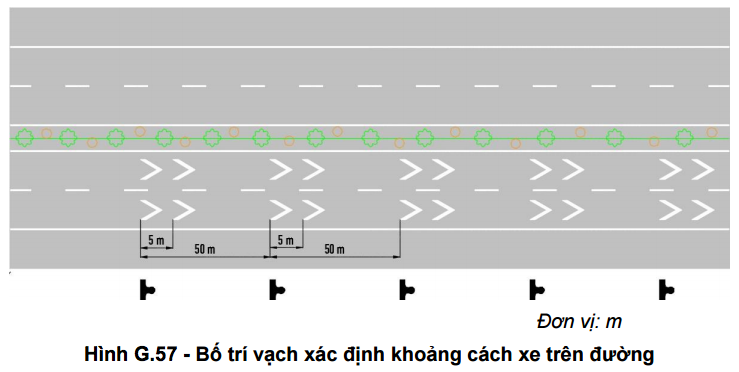 5 m
5 m
50 m
50 m
Đơn vị: m
Hình G.57 - Bố trí vạch xác định khoảng cách xe trên đường